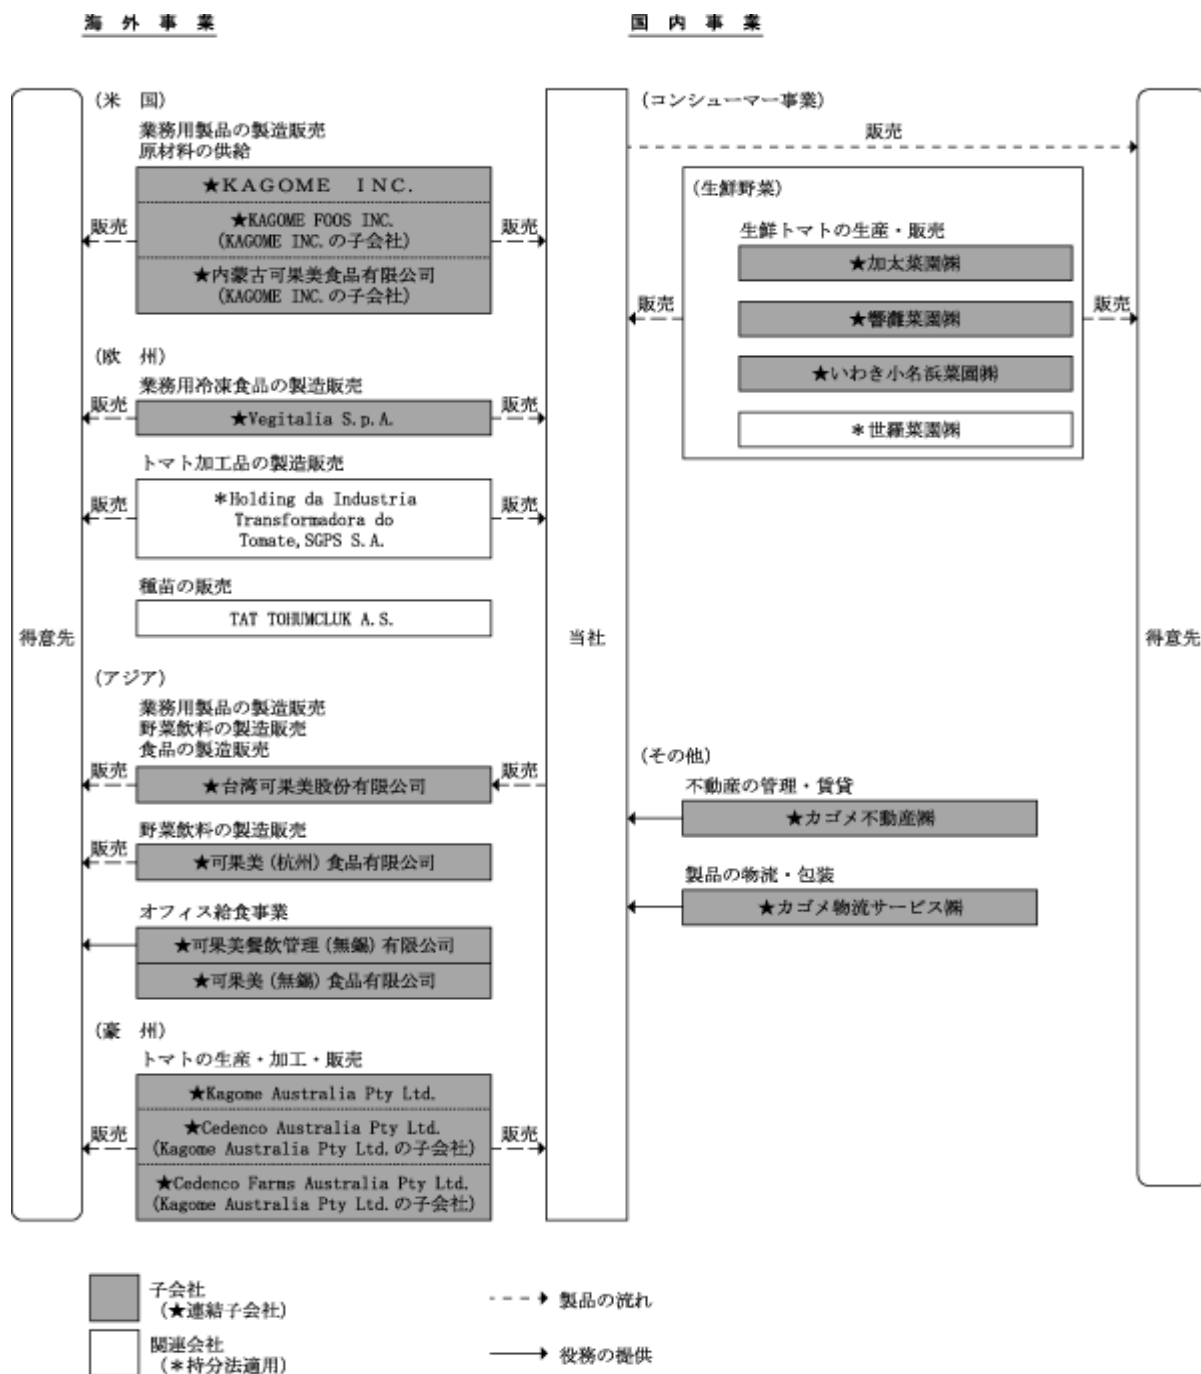 海 外 事 業
国 内 事 業
得意先
(米 国)
業務用製品の製造販売
原材料の供給
★KAGOME INC.
★KAGOME FOOS INC.
(KAGOME INC.の子会社)
★内蒙古可果美食品有限公司
(KAGOME INC.の子会社)
販売
販売
(欧 州)
業務用冷凍食品の製造販売
★Vegitalia S.p.A.
販売
販売
トマト加工品の製造販売
*Holding da Industria
Transformadora do
Tomate,SGPS S.A.
販売
販売
種苗の販売
TAT TOHUMCLUK A.S.
(アジア)
業務用製品の製造販売
野菜飲料の製造販売
食品の製造販売
★台湾可果美股份有限公司
販売
販売
野菜飲料の製造販売
★可果美(杭州)食品有限公司
販売
オフィス給食事業
★可果美餐飲管理(無錫)有限公司
★可果美(無錫)食品有限公司
(豪 州)
トマトの生産・加工・販売
★Kagome Australia Pty Ltd.
★Cedenco Australia Pty Ltd.
(Kagome Australia Pty Ltd.の子会社)
★Cedenco Farms Australia Pty Ltd.
(Kagome Australia Pty Ltd.の子会社)
販売
販売
当社
(コンシューマー事業)
販売
(生鮮野菜)
生鮮トマトの生産・販売
★加太菜園㈱
★響灘菜園㈱
★いわき小名浜菜園㈱
*世羅菜園㈱
販売
販売
(その他)
不動産の管理・賃貸
★カゴメ不動産㈱
製品の物流・包装
★カゴメ物流サービス㈱
得意先
子会社
(★連結子会社)
関連会社
(*持分法適用)
製品の流れ
役務の提供